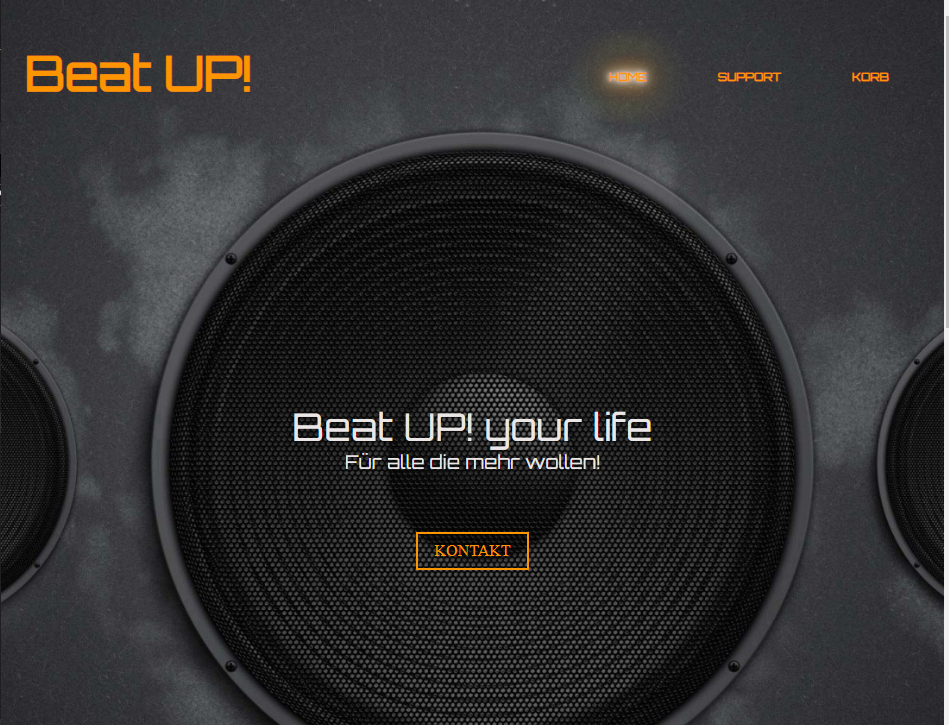 Beat UP!
HOME
SUPPORT
KORB
Beat UP! your life
Für alle die mehr wollen!
KONTAKT